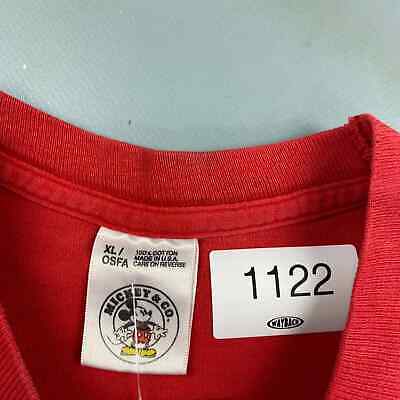 XL /
OSFA
100% COTTON
MADE IN U.S.A.
CARE ON REVERSE
MICKEY & CO.
1122
WAYBACK